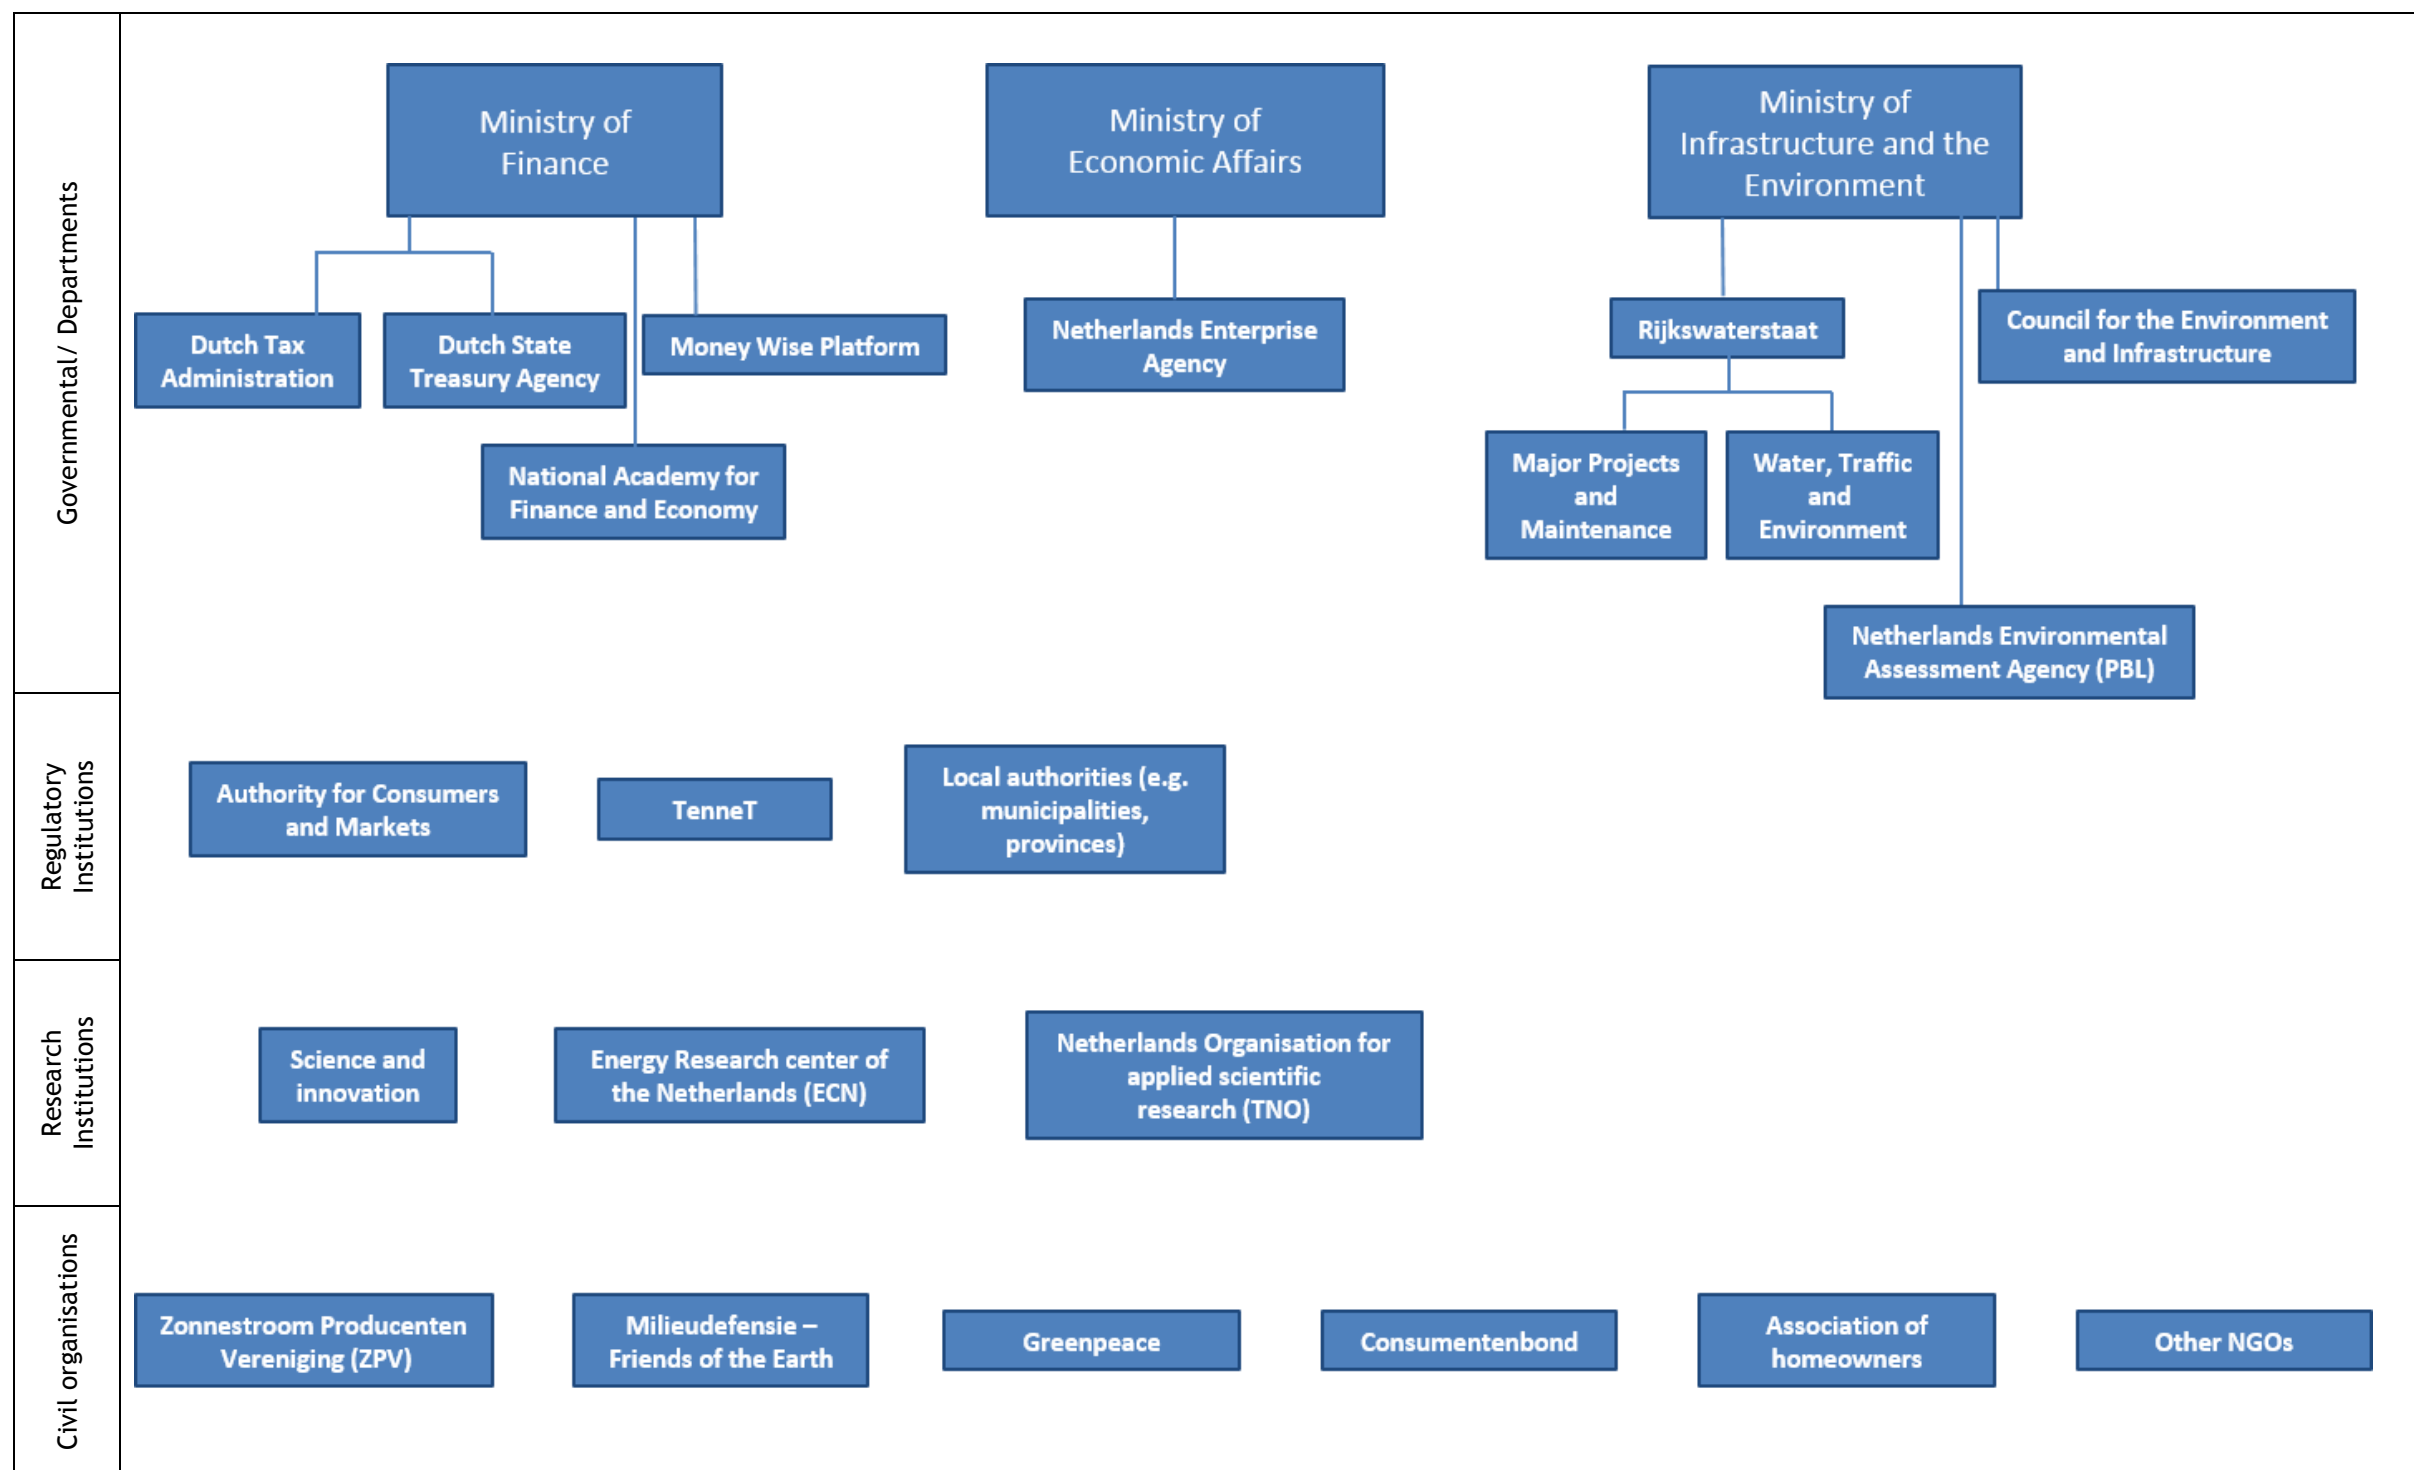 Governmental/ Departments
Ministry of
Finance
Ministry of
Economic Affairs
Ministry of
Infrastructure and the
Environment
Dutch Tax
Administration
Dutch State
Treasury Agency
Money Wise Platform
National Academy for
Finance and Economy
Netherlands Enterprise
Agency
Rijkswaterstaat
Council for the Environment
and Infrastructure
Major Projects
and
Maintenance
Water, Traffic
and
Environment
Netherlands Environmental
Assessment Agency (PBL)
Regulatory
Institutions
Authority for Consumers
and Markets
TenneT
Local authorities (e.g.
municipalities,
provinces)
Research
Institutions
Science and
innovation
Energy Research center of
the Netherlands (ECN)
Netherlands Organisation for
applied scientific
research (TNO)
Civil organisations
Zonnestroom Producenten
Vereniging (ZPV)
Milieudefensie –
Friends of the Earth
Greenpeace
Consumentenbond
Association of
homeowners
Other NGOs